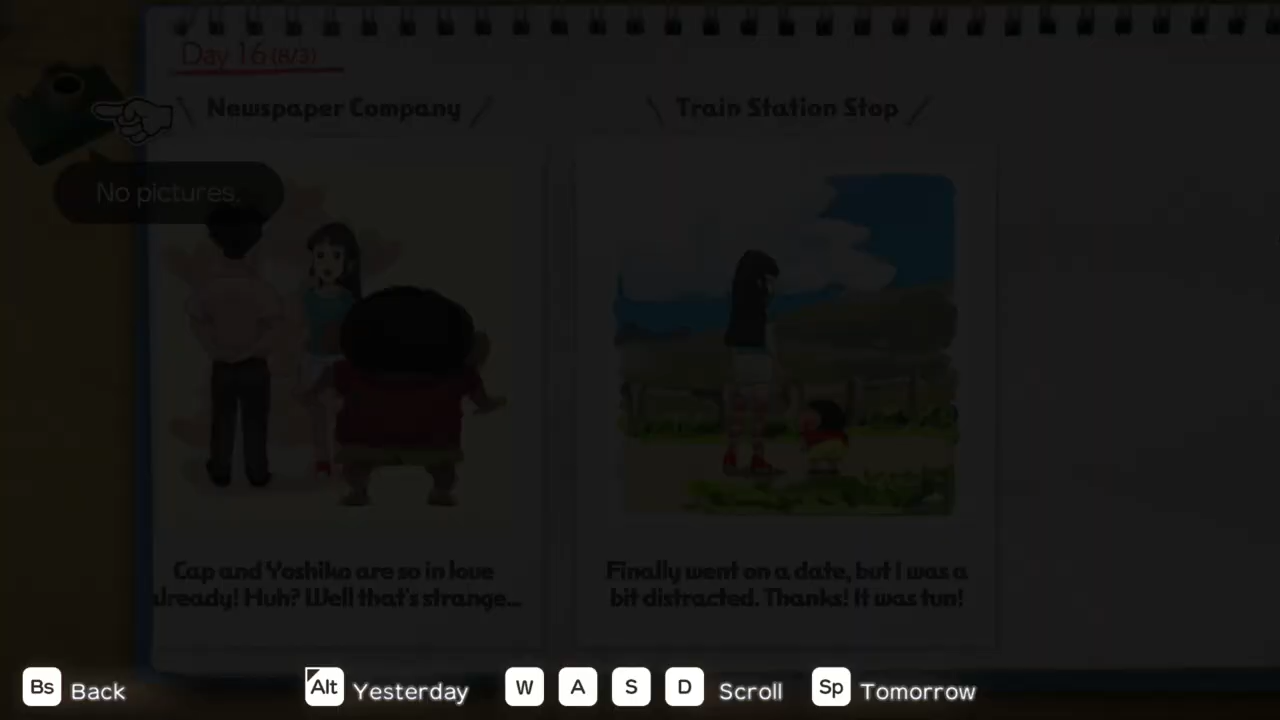 Day 16 (8/3)
Newspaper Company
Train Station Stop
No pictures.
Cap and Yoshiko are so in love
already! Huh? Well that's strange...
Finally went on a date, but I was a
bit distracted. Thanks! It was fun!
Bs Back
Alt Yesterday
W A S D Scroll
Sp Tomorrow